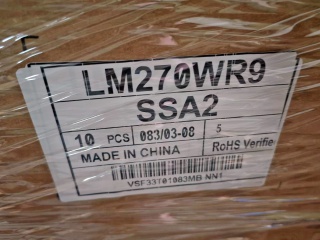 LM270WR9
SSA2
10 PCS 083/03-08 5
MADE IN CHINA RoHS Verifie